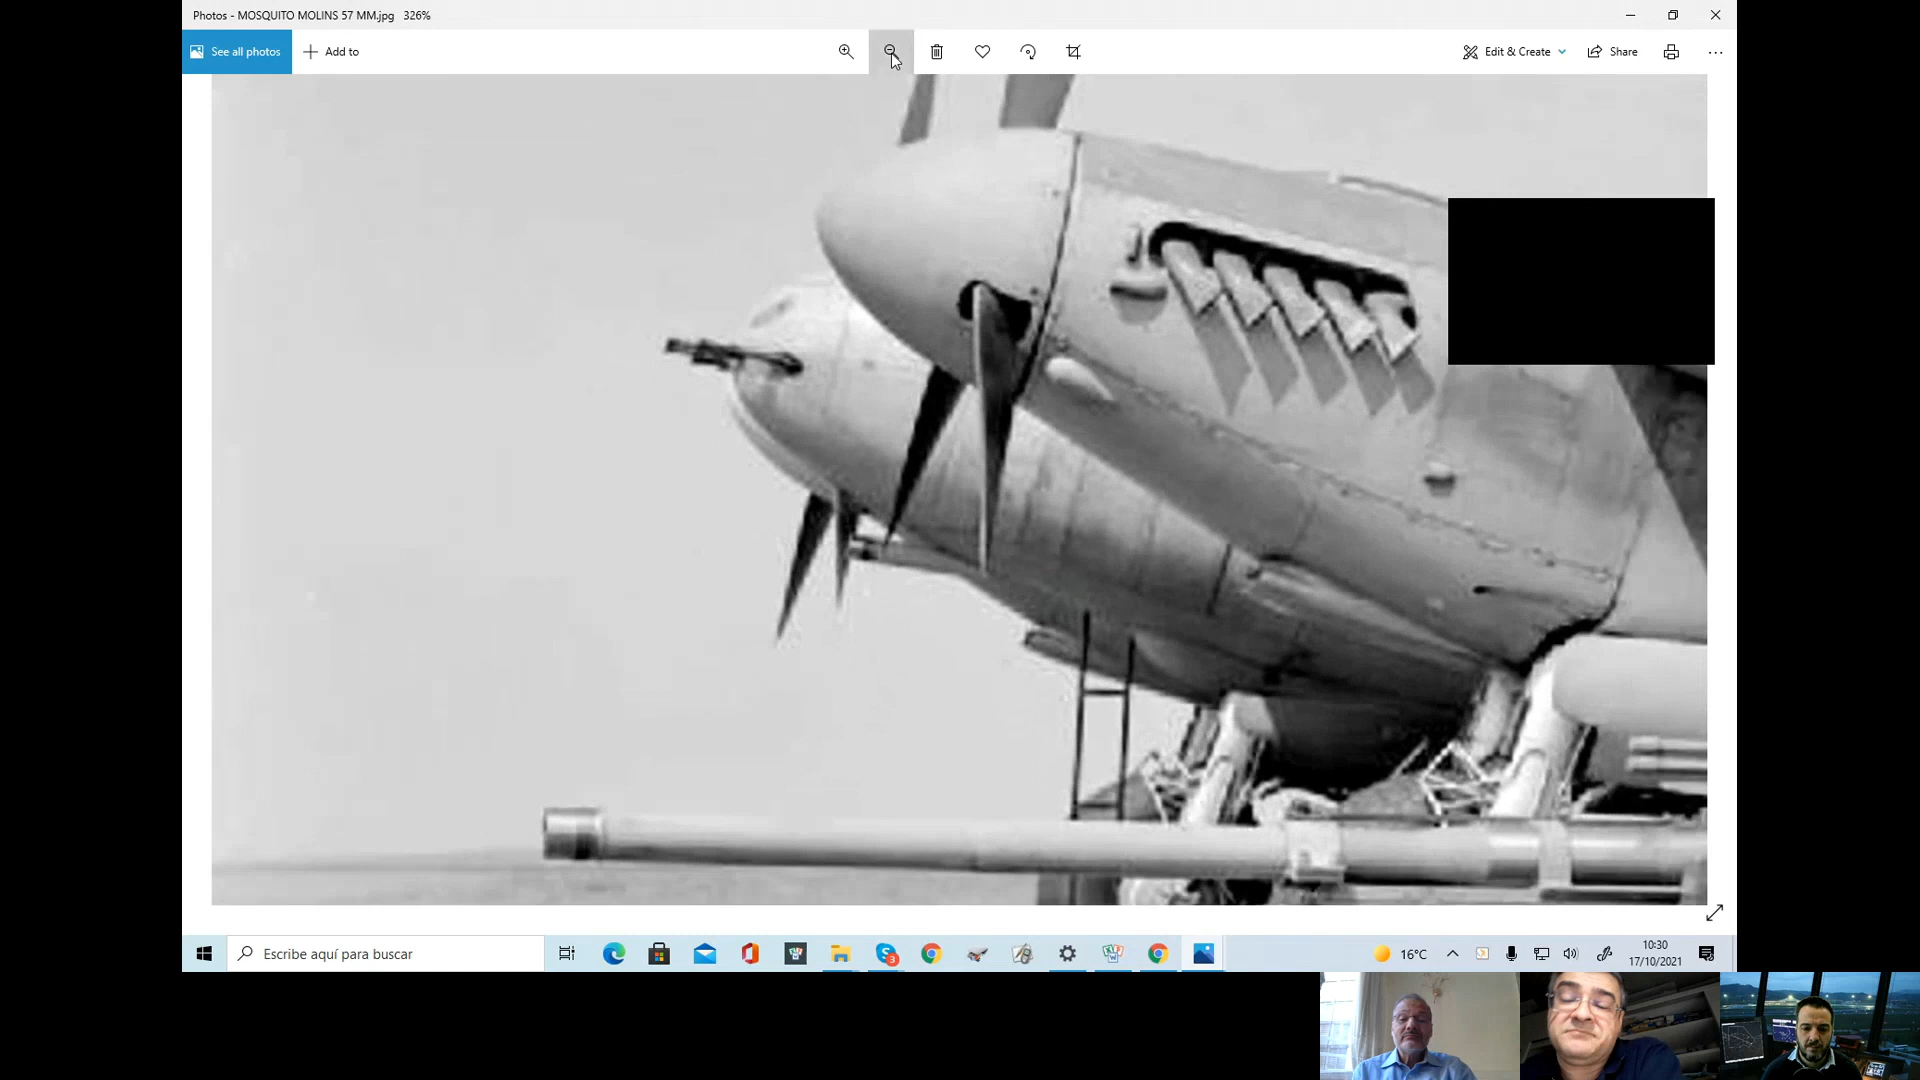 Photos - MOSQUITO MOLINS 57 MM.jpg 326%
See all photos
Add to
Edit & Create
Share
Escribe aquí para buscar
3
16°C
10:30
17/10/2021